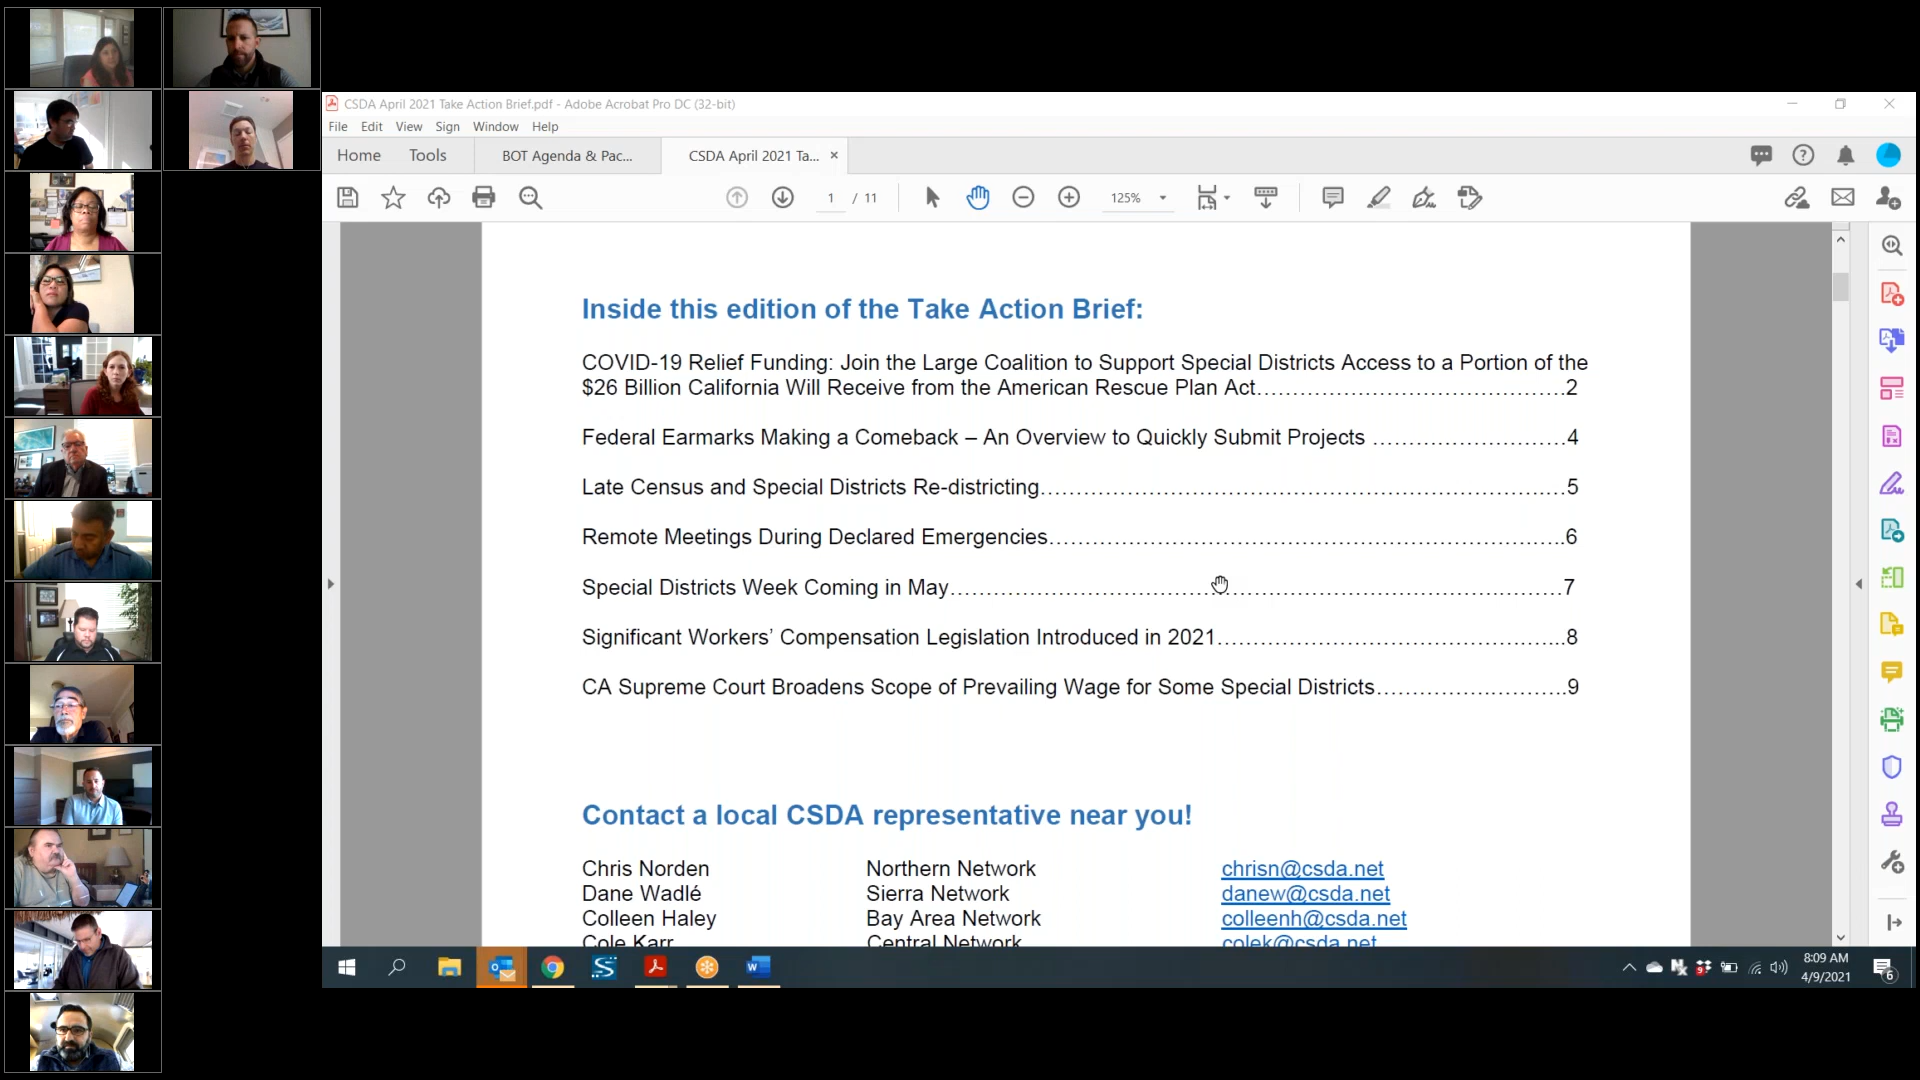 CSDA April 2021 Take Action Brief.pdf - Adobe Acrobat Pro DC (32-bit)
File Edit View Sign Window Help
Home Tools BOT Agenda & Pac... CSDA April 2021 Ta... ×
1 / 11 125%
Inside this edition of the Take Action Brief:
COVID-19 Relief Funding: Join the Large Coalition to Support Special Districts Access to a Portion of the
$26 Billion California Will Receive from the American Rescue Plan Act……………………………………2
Federal Earmarks Making a Comeback – An Overview to Quickly Submit Projects ………………………4
Late Census and Special Districts Re-districting………………………………………………………………5
Remote Meetings During Declared Emergencies……………………………………………………………..6
Special Districts Week Coming in May…………………………………………………………………………7
Significant Workers’ Compensation Legislation Introduced in 2021………………………………………...8
CA Supreme Court Broadens Scope of Prevailing Wage for Some Special Districts……………………..9
Contact a local CSDA representative near you!
Chris Norden Northern Network chrisn@csda.net
Dane Wadlé Sierra Network danew@csda.net
Colleen Haley Bay Area Network colleenh@csda.net
Cole Karr Central Network colek@csda.net
8:09 AM
4/9/2021
6